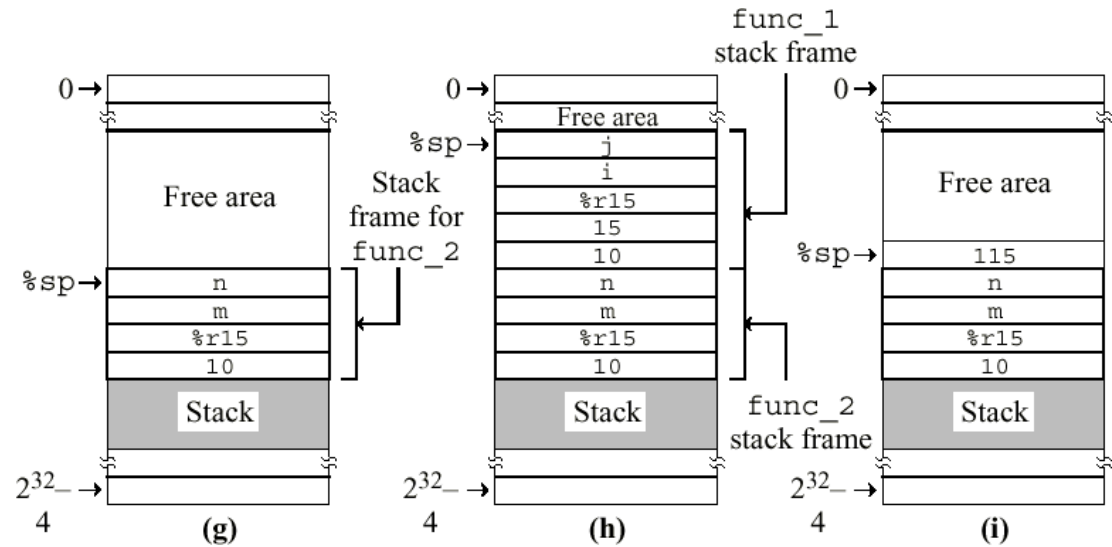 func_1
stack frame
0
Free area
%sp
n
m
%r15
10
Stack
2³²–
4
(g)
Stack
frame for
func_2
0
Free area
%sp
j
i
%r15
15
10
n
m
%r15
10
Stack
2³²–
4
(h)
func_2
stack frame
0
Free area
%sp
115
n
m
%r15
10
Stack
2³²–
4
(i)